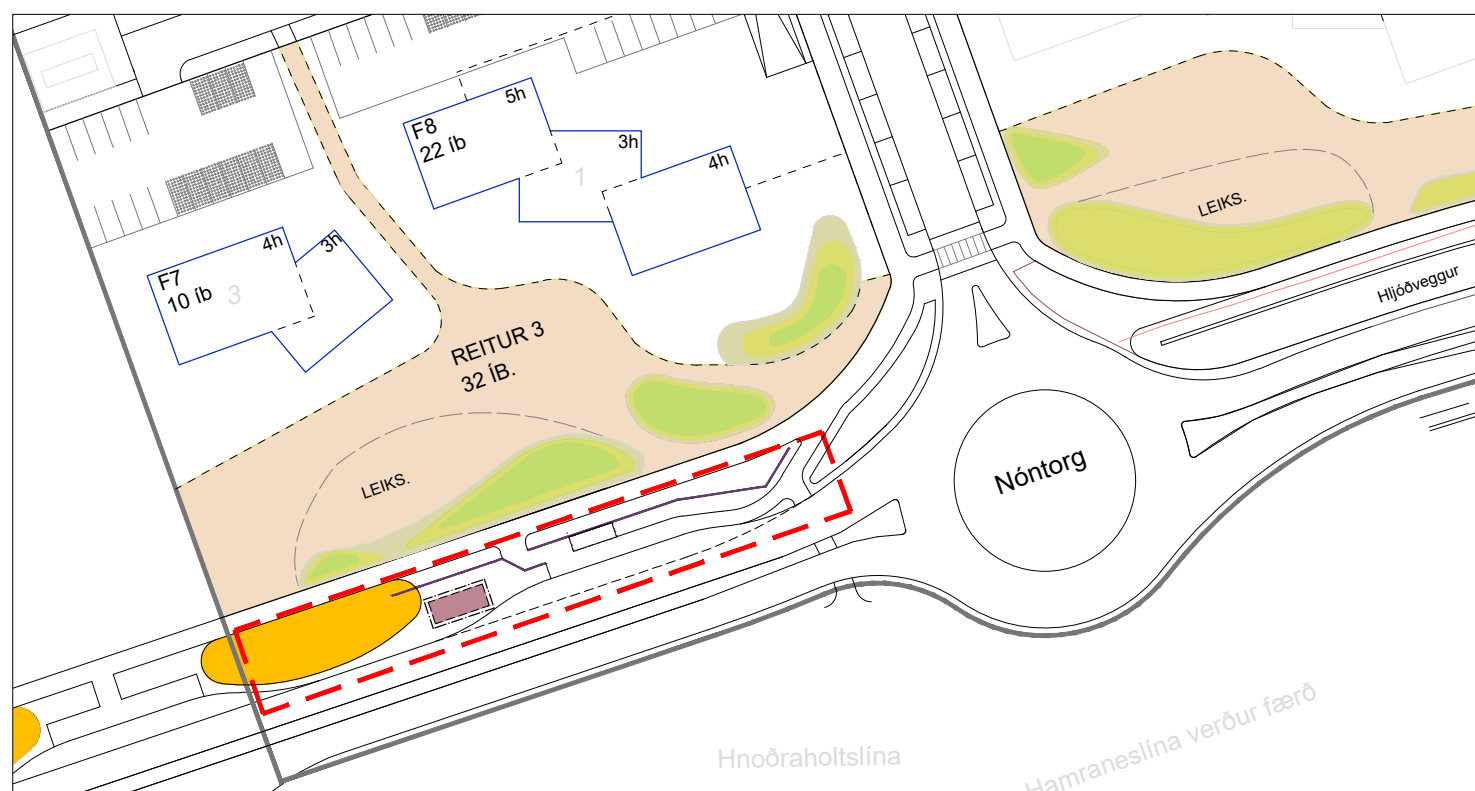 F8
22 íb
5h
3h
1
4h
F7
10 íb
3
4h
3h
REITUR 3
32 ÍB.
LEIKS.
LEIKS.
Hljóðveggur
Nóntorg
Hnoðraholtslína
Hamraneslína verður færð